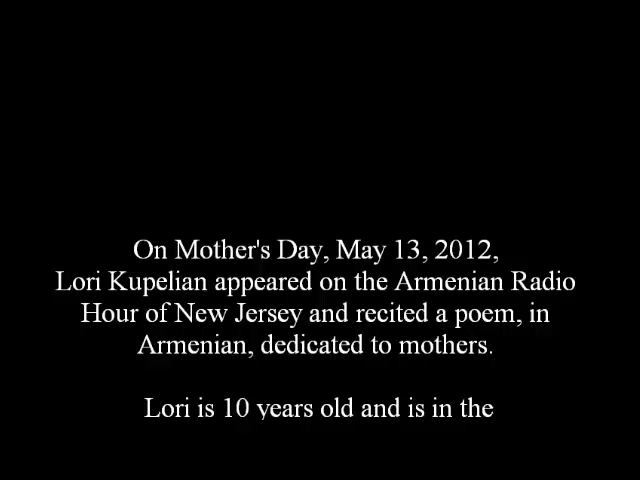 On Mother's Day, May 13, 2012,
Lori Kupelian appeared on the Armenian Radio
Hour of New Jersey and recited a poem, in
Armenian, dedicated to mothers.
Lori is 10 years old and is in the